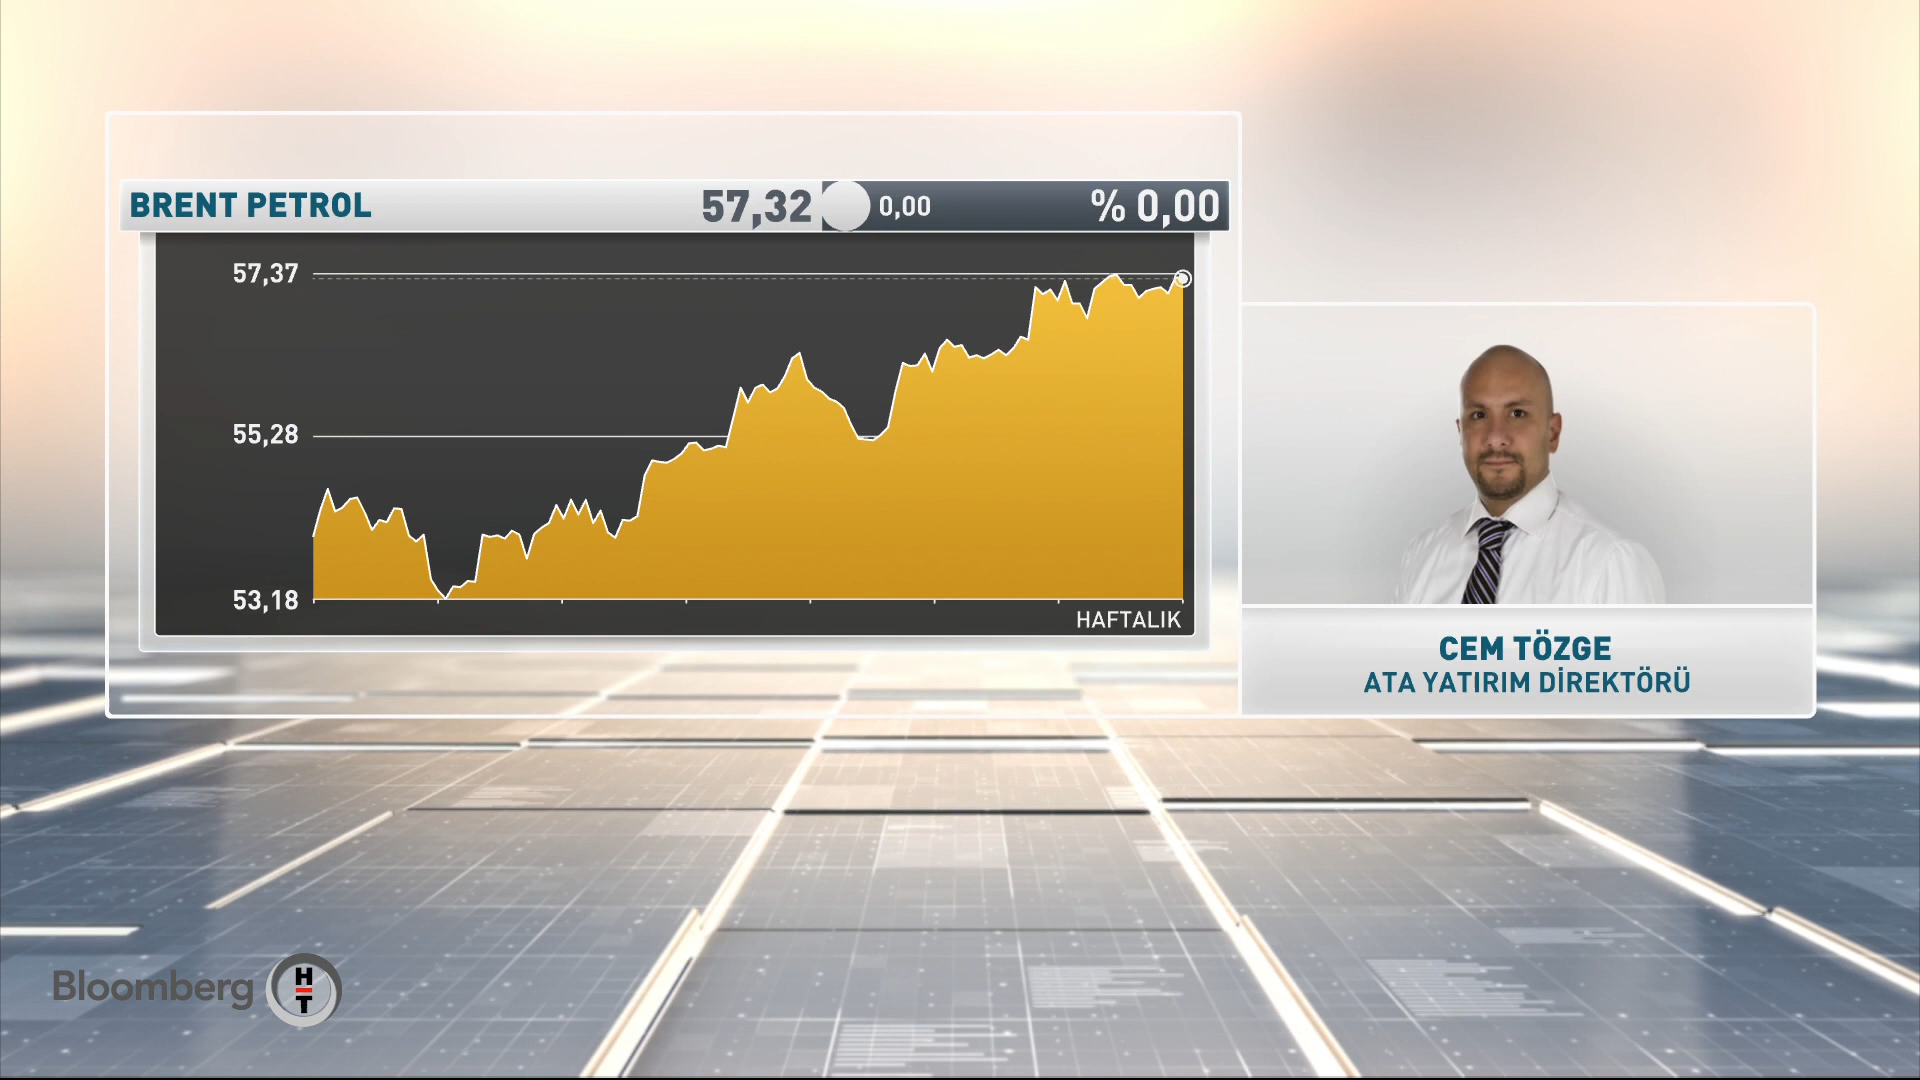 BRENT PETROL 57,32 0,00 % 0,00
57,37
55,28
53,18
HAFTALIK
CEM TÖZGE
ATA YATIRIM DİREKTÖRÜ
Bloomberg HT